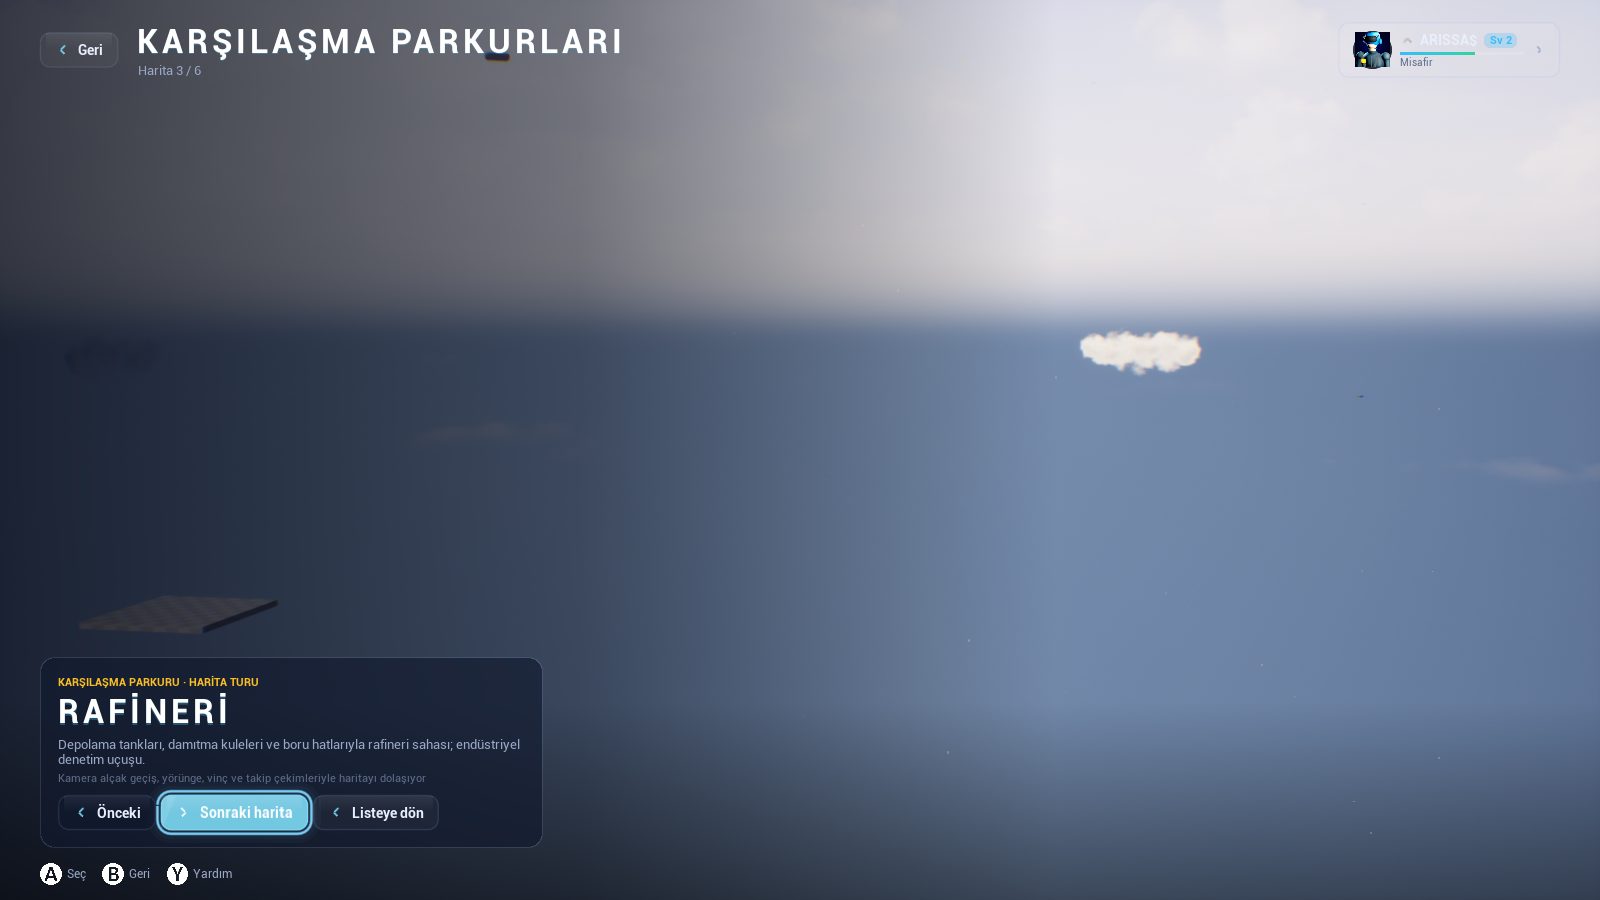 Geri
KARŞILAŞMA PARKURLARI
Harita 3 / 6
ARISSAS Sv 2
Misafir
KARŞILAŞMA PARKURU · HARİTA TURU
RAFİNERİ
Depolama tankları, damıtma kuleleri ve boru hatlarıyla rafineri sahası; endüstriyel
denetim uçuşu.
Kamera alçak geçiş, yörünge, vinç ve takip çekimleriyle haritayı dolaşıyor
Önceki
Sonraki harita
Listeye dön
A Seç B Geri Y Yardım